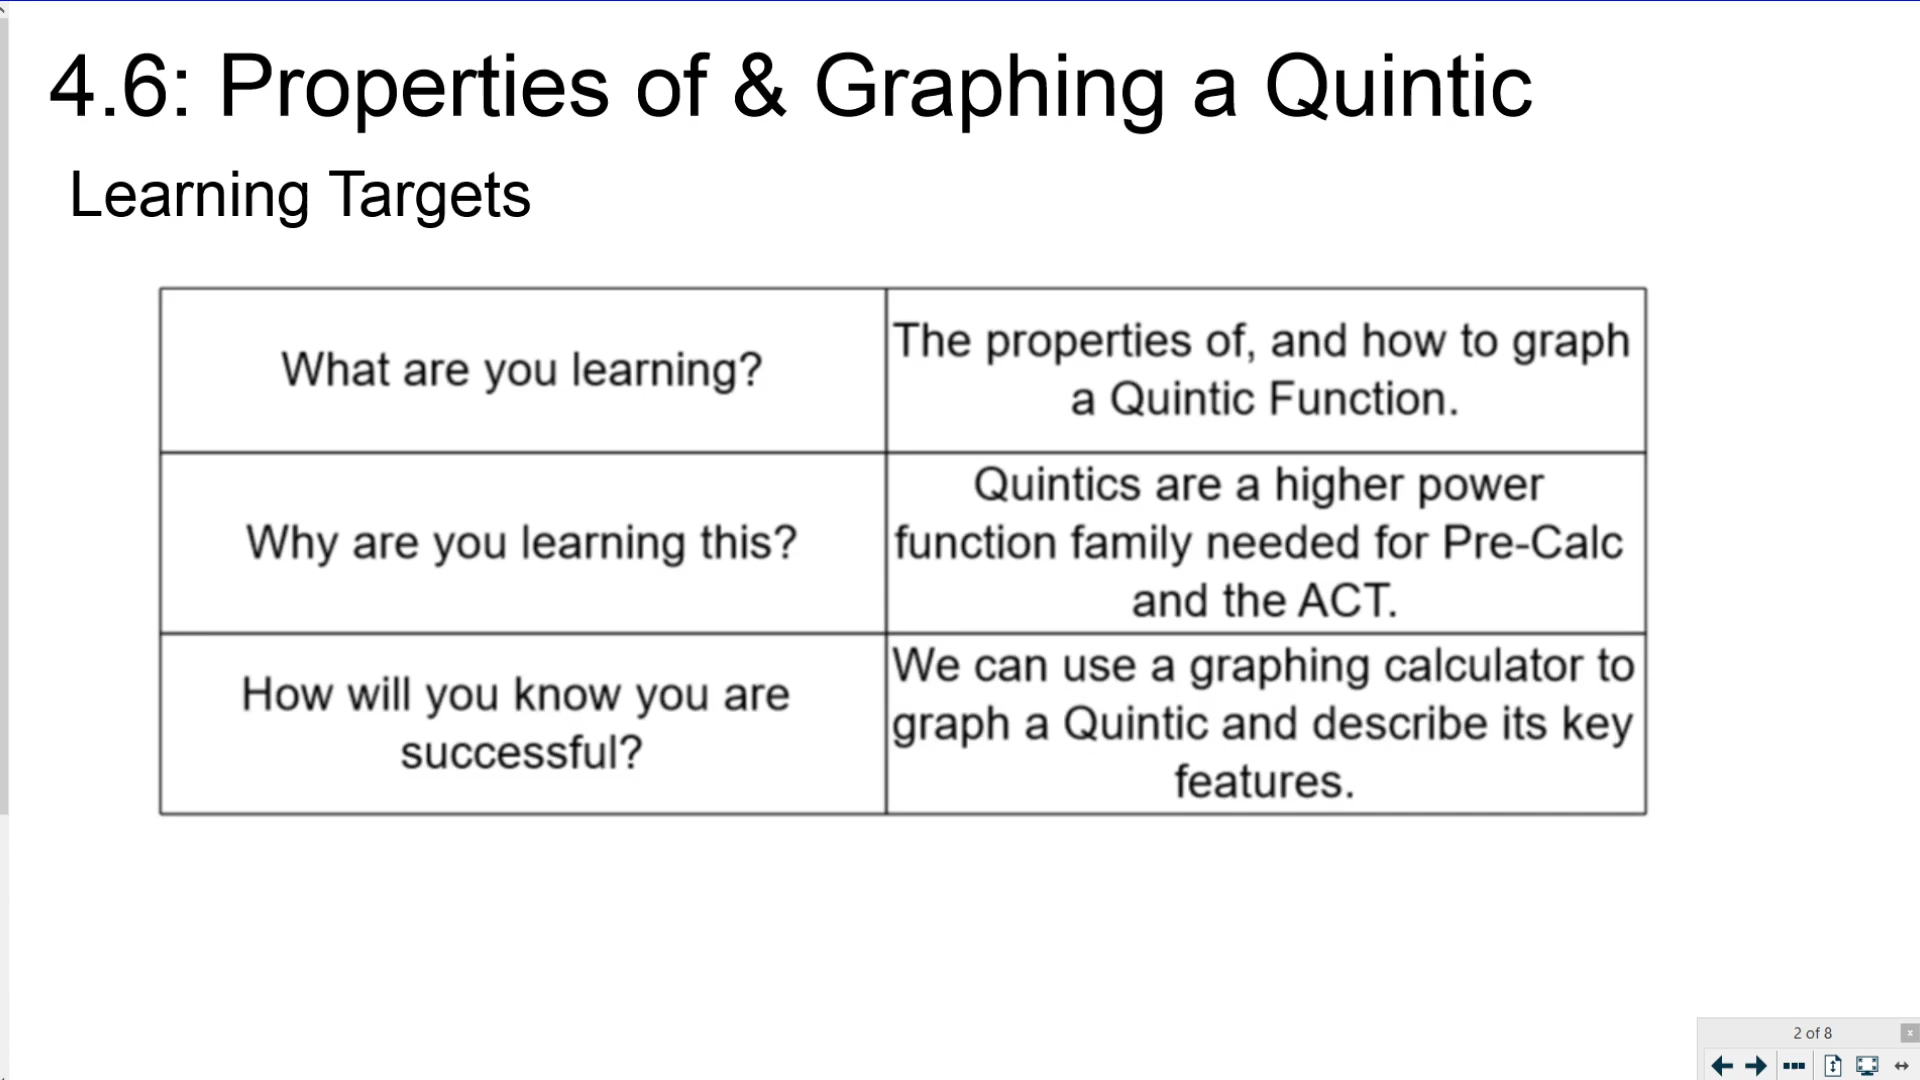 4.6: Properties of & Graphing a Quintic
Learning Targets
What are you learning?
The properties of, and how to graph
a Quintic Function.
Why are you learning this?
Quintics are a higher power
function family needed for Pre-Calc
and the ACT.
How will you know you are
successful?
We can use a graphing calculator to
graph a Quintic and describe its key
features.
2 of 8